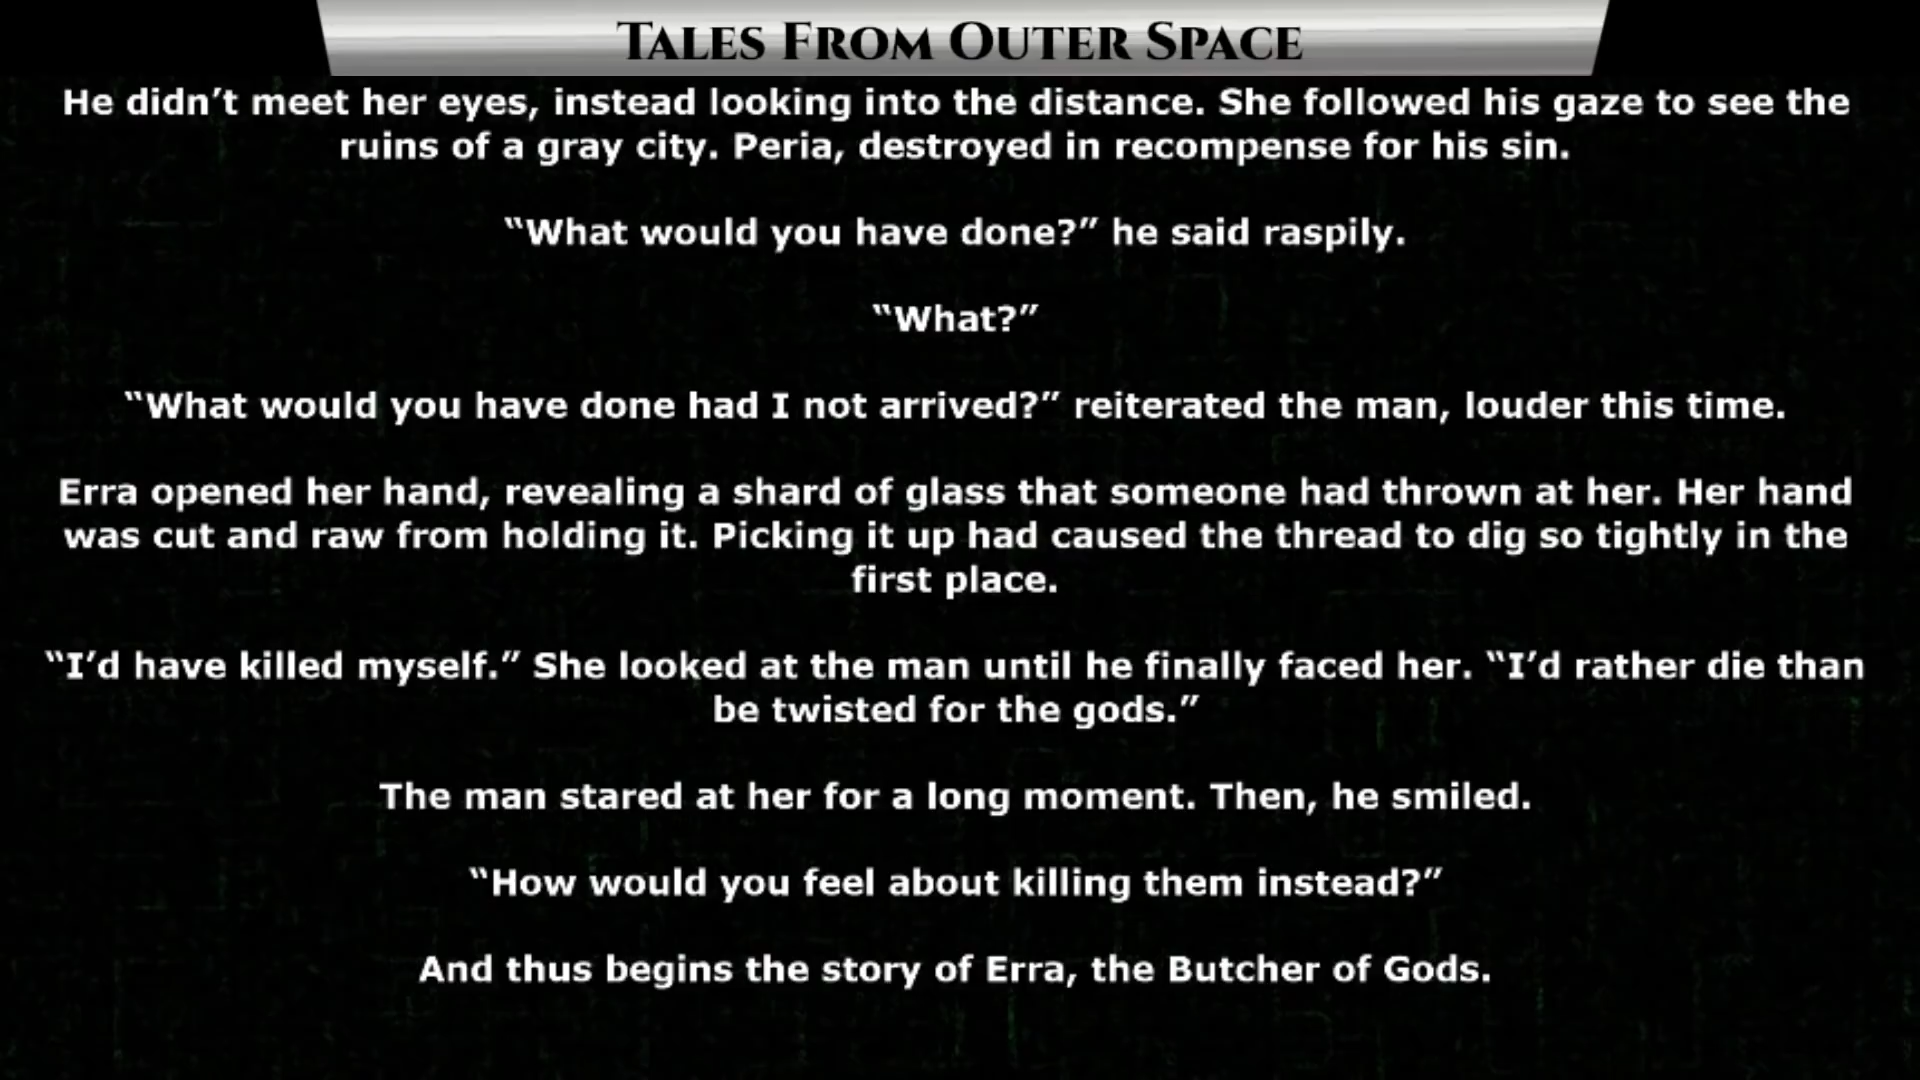 Tales From Outer Space
He didn’t meet her eyes, instead looking into the distance. She followed his gaze to see the
ruins of a gray city. Peria, destroyed in recompense for his sin.
“What would you have done?” he said raspily.
“What?”
“What would you have done had I not arrived?” reiterated the man, louder this time.
Erra opened her hand, revealing a shard of glass that someone had thrown at her. Her hand
was cut and raw from holding it. Picking it up had caused the thread to dig so tightly in the
first place.
“I’d have killed myself.” She looked at the man until he finally faced her. “I’d rather die than
be twisted for the gods.”
The man stared at her for a long moment. Then, he smiled.
“How would you feel about killing them instead?”
And thus begins the story of Erra, the Butcher of Gods.